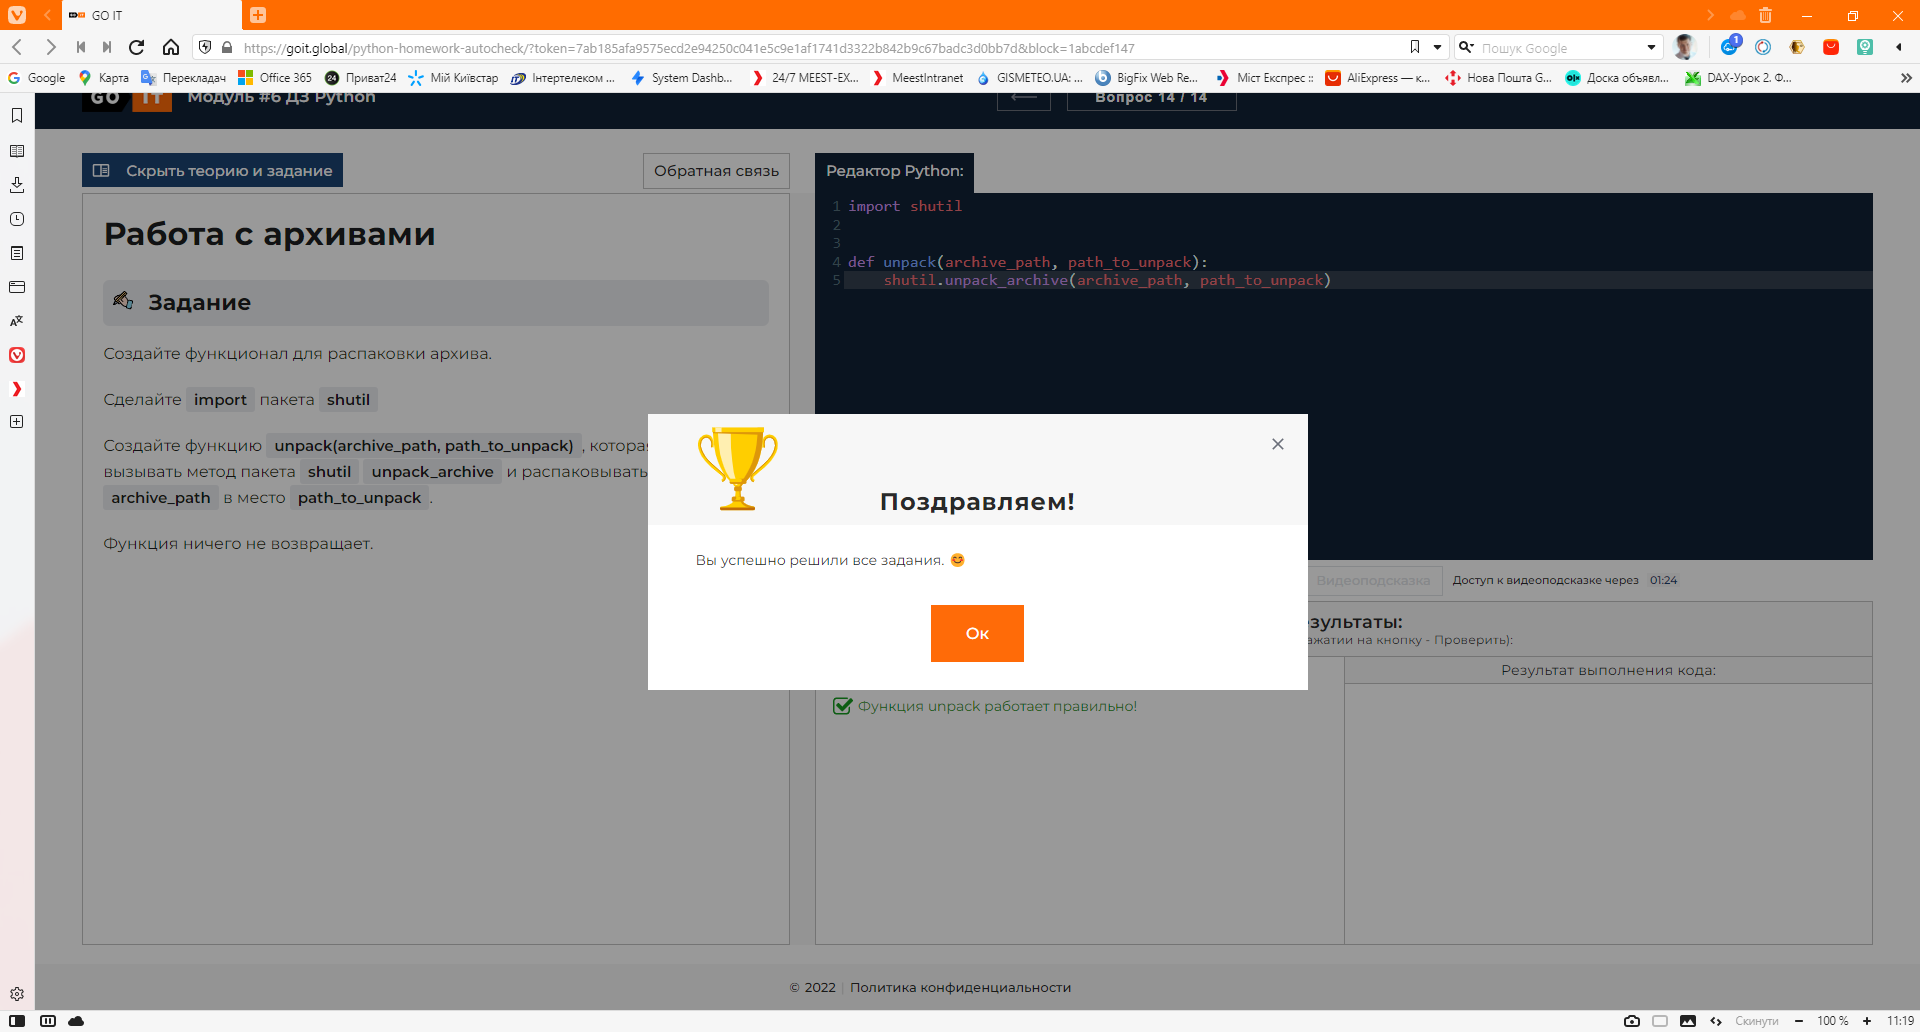 GO IT
https://goit.global/python-homework-autocheck/?token=7ab185afa9575ecd2e94250c041e5c9e1af1741d3322b842b9c67badc3d0bb7d&block=1abcdef147
Пошук Google
1
Google Карта Перекладач Office 365 24 Приват24 Мій Київстар Інтертелеком ... System Dashb... 24/7 MEEST-EX... MeestIntranet GISMETEO.UA: ... BigFix Web Re... Міст Експрес :: AliExpress — к... Нова Пошта G... Доска объявл... DAX-Урок 2. Ф...
GO IT Модуль #6 ДЗ Python
Вопрос 14 / 14
Скрыть теорию и задание
Обратная связь
Работа с архивами
Задание
Создайте функционал для распаковки архива.
Сделайте import пакета shutil
Создайте функцию unpack(archive_path, path_to_unpack) , котора
вызывать метод пакета shutil unpack_archive и распаковывать
archive_path в место path_to_unpack .
Функция ничего не возвращает.
Редактор Python:
1 import shutil
2
3
4 def unpack(archive_path, path_to_unpack):
5 shutil.unpack_archive(archive_path, path_to_unpack)
Поздравляем!
Вы успешно решили все задания.
Ок
Видеоподсказка Доступ к видеоподсказке через 01:24
зультаты:
ажатии на кнопку - Проверить):
Результат выполнения кода:
Функция unpack работает правильно!
© 2022 | Политика конфиденциальности
Скинути
100 %
11:19